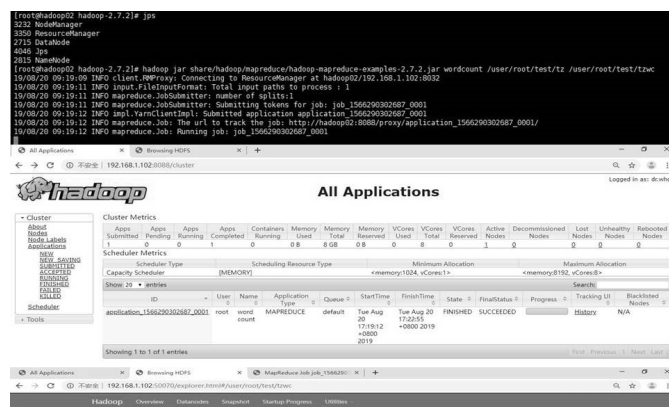 [root@hadoop02 hadoop-2.7.2]# jps
3232 NodeManager
3350 ResourceManager
2715 DataNode
4046 Jps
2815 NameNode
[root@hadoop02 hadoop-2.7.2]# hadoop jar share/hadoop/mapreduce/hadoop-mapreduce-examples-2.7.2.jar wordcount /user/root/test/tz /user/root/test/tzwc
19/08/20 09:19:09 INFO client.RMProxy: Connecting to ResourceManager at hadoop02/192.168.1.102:8032
19/08/20 09:19:11 INFO input.FileInputFormat: Total input paths to process : 1
19/08/20 09:19:11 INFO mapreduce.JobSubmitter: number of splits:1
19/08/20 09:19:11 INFO mapreduce.JobSubmitter: Submitting tokens for job: job_1566290302687_0001
19/08/20 09:19:12 INFO impl.YarnClientImpl: Submitted application application_1566290302687_0001
19/08/20 09:19:12 INFO mapreduce.Job: The url to track the job: http://hadoop02:8088/proxy/application_1566290302687_0001/
19/08/20 09:19:12 INFO mapreduce.Job: Running job: job_1566290302687_0001
All Applications × Browsing HDFS × +
不安全 | 192.168.1.102:8088/cluster
Logged in as: dr.who
hadoop All Applications
Cluster
About
Nodes
Node Labels
Applications
NEW
NEW_SAVING
SUBMITTED
ACCEPTED
RUNNING
FINISHED
FAILED
KILLED
Scheduler
Tools
Cluster Metrics
Apps Submitted Apps Pending Apps Running Apps Completed Containers Running Memory Used Memory Total Memory Reserved VCores Used VCores Total VCores Reserved Active Nodes Decommissioned Nodes Lost Nodes Unhealthy Nodes Rebooted Nodes
1 0 0 1 0 0 B 8 GB 0 B 0 8 0 1 0 0 0 0
Scheduler Metrics
Scheduler Type Scheduling Resource Type Minimum Allocation Maximum Allocation
Capacity Scheduler [MEMORY] <memory:1024, vCores:1> <memory:8192, vCores:8>
Show 20 entries Search:
ID User Name Application Type Queue StartTime FinishTime State FinalStatus Progress Tracking UI Blacklisted Nodes
application_1566290302687_0001 root word count MAPREDUCE default Tue Aug 20 17:19:12 +0800 2019 Tue Aug 20 17:22:55 +0800 2019 FINISHED SUCCEEDED History N/A
Showing 1 to 1 of 1 entries First Previous 1 Next Last
All Applications × Browsing HDFS × MapReduce Job job_156629 × +
不安全 | 192.168.1.102:50070/explorer.html#/user/root/test/tzwc
Hadoop Overview Datanodes Snapshot Startup Progress Utilities